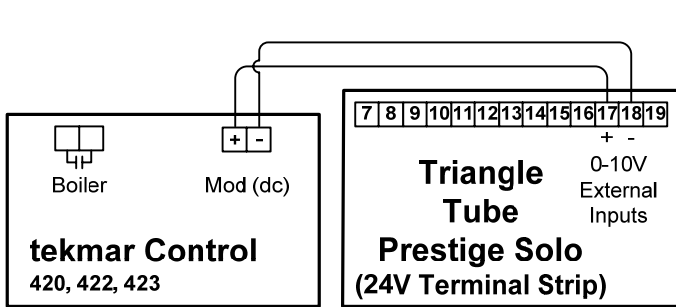 7 8 9 10 11 12 13 14 15 16 17 18 19
+ -
+ -
Boiler
Mod (dc)
tekmar Control
420, 422, 423
Triangle
Tube
Prestige Solo
(24V Terminal Strip)
0-10V
External
Inputs